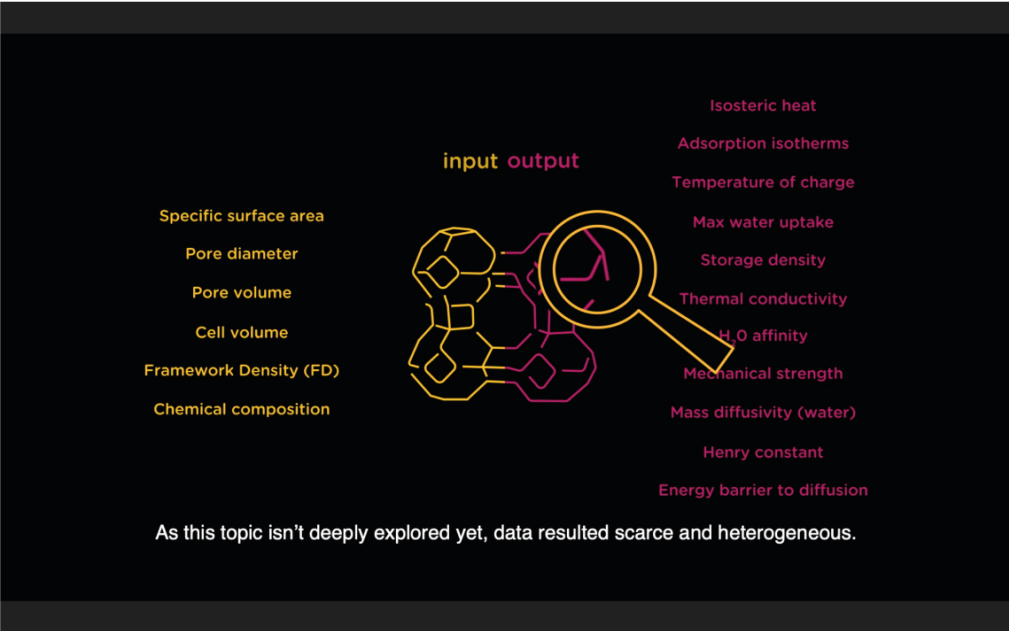 input output
Specific surface area
Pore diameter
Pore volume
Cell volume
Framework Density (FD)
Chemical composition
Isosteric heat
Adsorption isotherms
Temperature of charge
Max water uptake
Storage density
Thermal conductivity
H₂O affinity
Mechanical strength
Mass diffusivity (water)
Henry constant
Energy barrier to diffusion
As this topic isn’t deeply explored yet, data resulted scarce and heterogeneous.